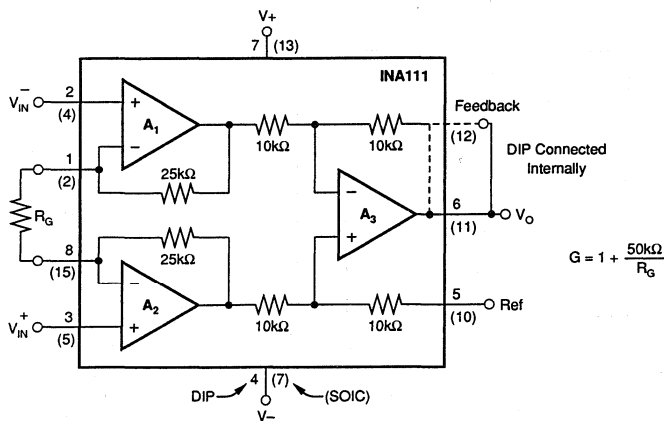 V+
7 (13)
INA111
V⁻IN
2
(4)
+
A1
–
10kΩ
10kΩ
Feedback
(12)
DIP Connected
Internally
1
(2)
25kΩ
RG
–
A3
+
6
(11)
VO
G = 1 + 50kΩ
RG
8
(15)
25kΩ
–
A2
+
V⁺IN
3
(5)
10kΩ
10kΩ
5
(10)
Ref
DIP
4 (7)
(SOIC)
V–